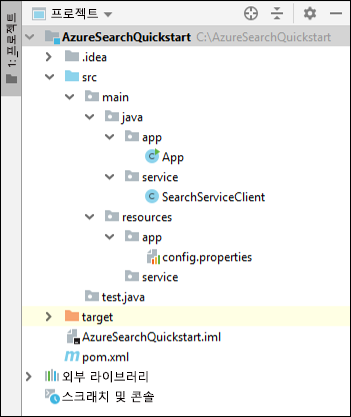 1: 프로젝트
프로젝트
AzureSearchQuickstart C:\AzureSearchQuickstart
.idea
src
main
java
app
App
service
SearchServiceClient
resources
app
config.properties
service
test.java
target
AzureSearchQuickstart.iml
pom.xml
외부 라이브러리
스크래치 및 콘솔